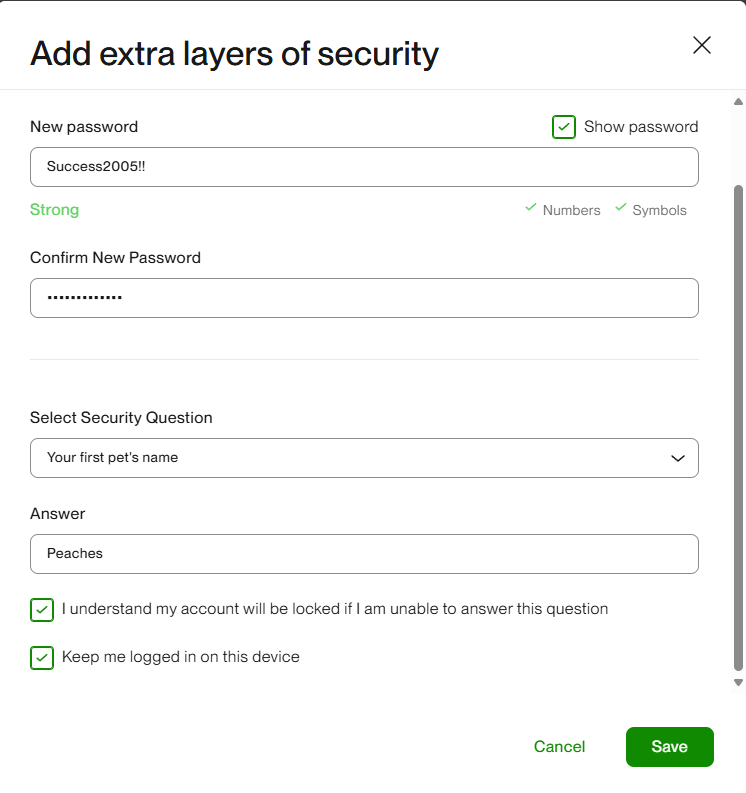 Add extra layers of security
New password
Show password
Success2005!!
Strong
Numbers
Symbols
Confirm New Password
•••••••••••••
Select Security Question
Your first pet's name
Answer
Peaches
I understand my account will be locked if I am unable to answer this question
Keep me logged in on this device
Cancel
Save